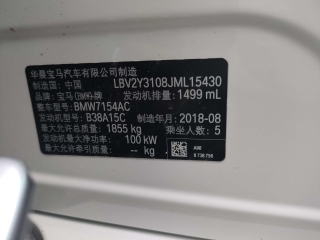 华晨宝马汽车有限公司制造
制造国: 中国 LBV2Y3108JML15430
品牌: 宝马(BMW)牌 发动机排量: 1499 mL
整车型号: BMW7154AC
发动机型号: B38A15C 制造年月: 2018-08
最大允许总质量: 1855 kg 乘坐人数: 5
发动机最大净功率: 100 kW
最大允许牵引质量: -- kg